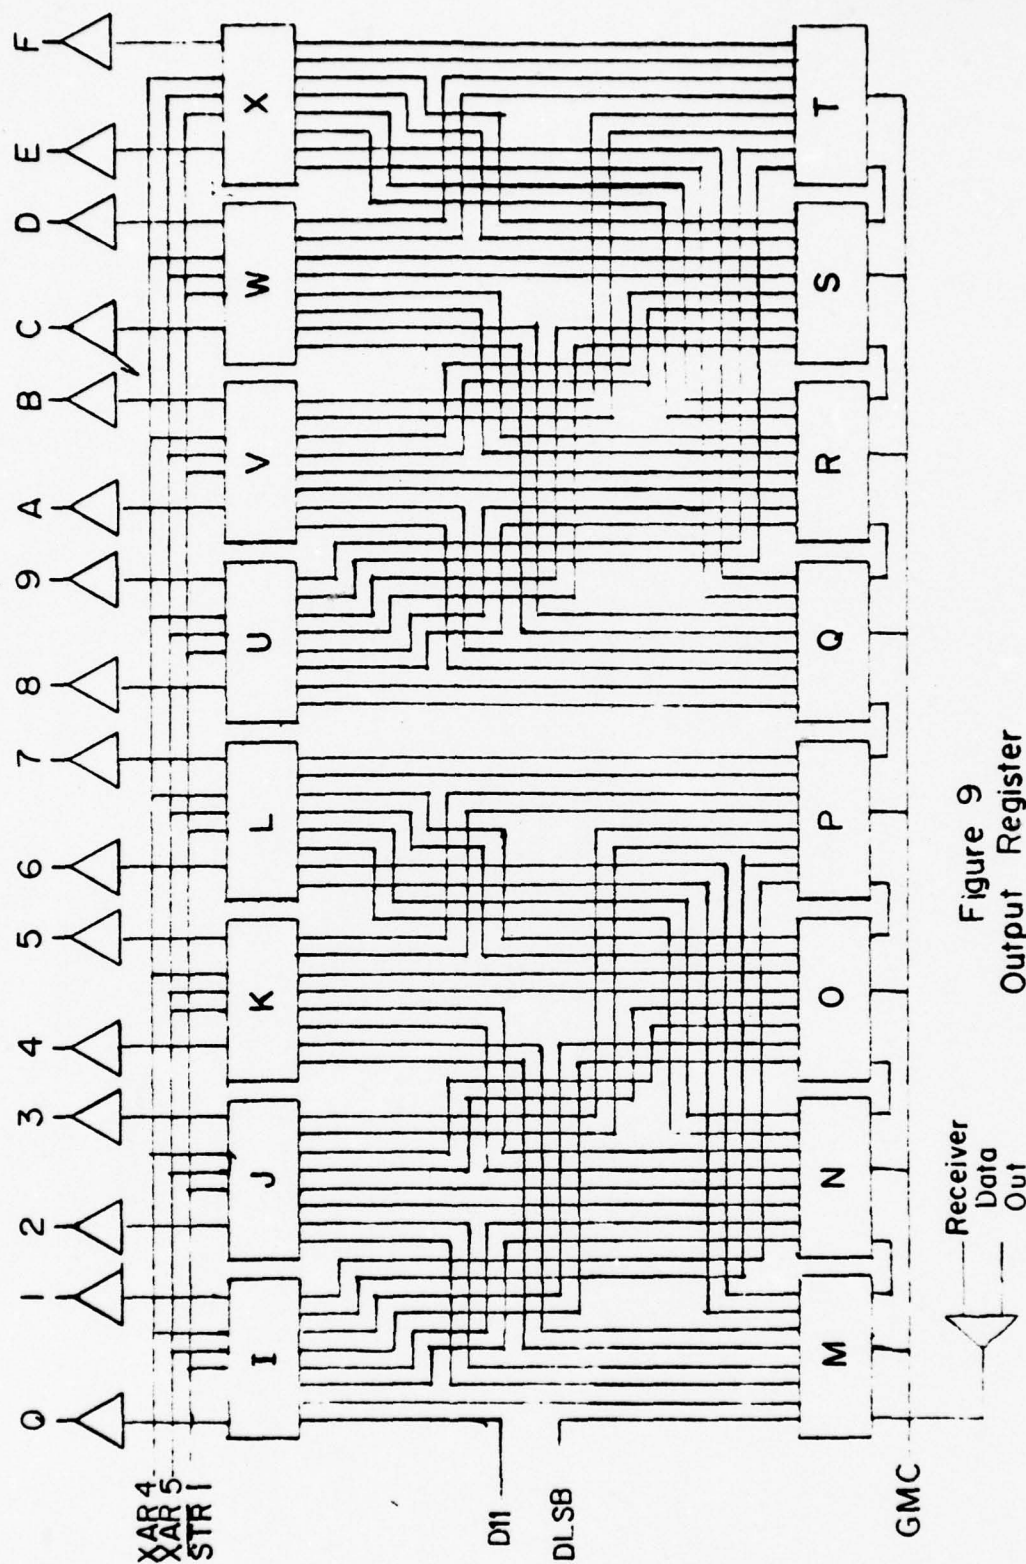 0 1 2 3 4 5 6 7 8 9 A B C D E F
XAR 4
XAR 5
STR 1
I J K L U V W X
D11
DLSB
M N O P Q R S T
GMC
Receiver
Data
Out
Figure 9
Output Register